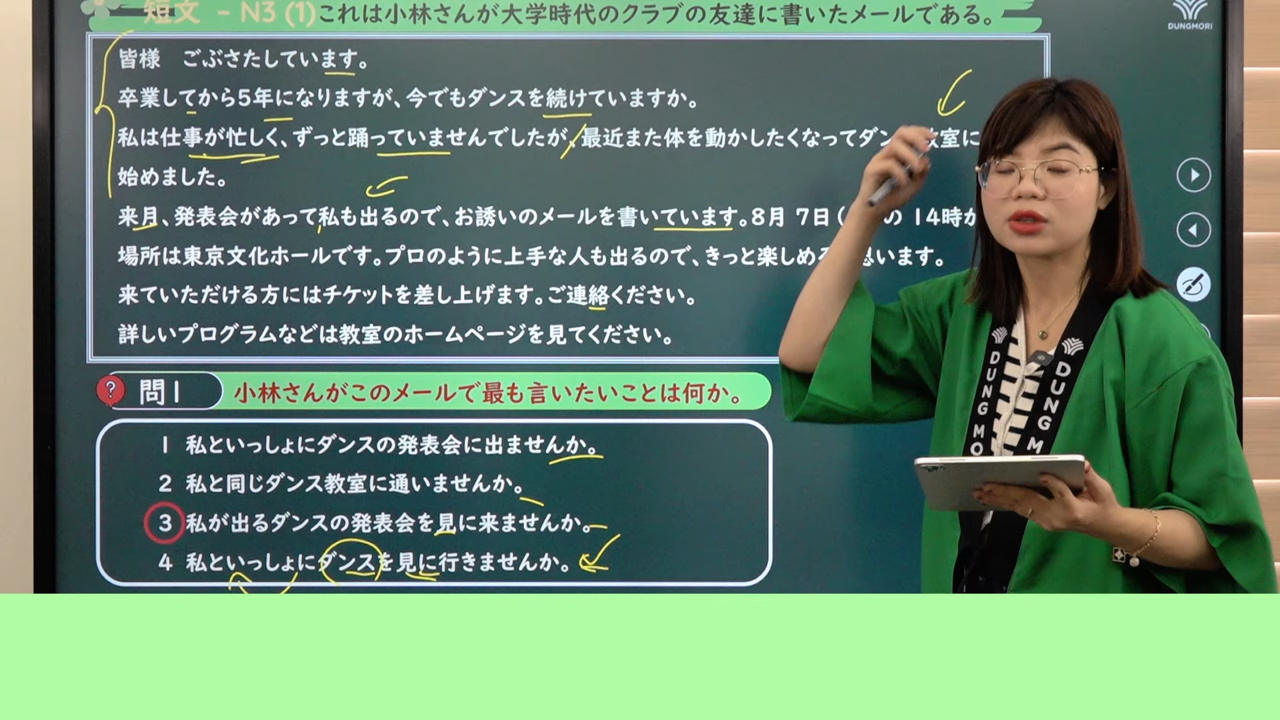 短文 - N3 (1) これは小林さんが大学時代のクラブの友達に書いたメールである。
DUNGMORI
皆様 ごぶさたしています。
卒業してから5年になりますが、今でもダンスを続けていますか。
私は仕事が忙しく、ずっと踊っていませんでしたが、最近また体を動かしたくなってダン 教室に
始めました。
来月、発表会があって私も出るので、お誘いのメールを書いています。8月 7日( の 14時か
場所は東京文化ホールです。プロのように上手な人も出るので、きっと楽しめる 思います。
来ていただける方にはチケットを差し上げます。ご連絡ください。
詳しいプログラムなどは教室のホームページを見てください。
? 問1 小林さんがこのメールで最も言いたいことは何か。
1 私といっしょにダンスの発表会に出ませんか。
2 私と同じダンス教室に通いませんか。
3 私が出るダンスの発表会を見に来ませんか。
4 私といっしょにダンスを見に行きませんか。
DUNG MO
DUNG M